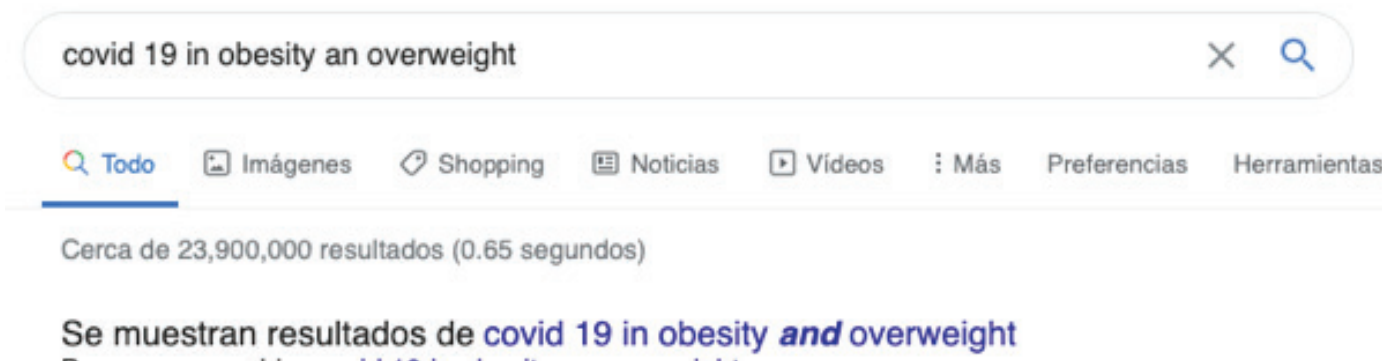 covid 19 in obesity an overweight
Todo Imágenes Shopping Noticias Vídeos Más Preferencias Herramientas
Cerca de 23,900,000 resultados (0.65 segundos)
Se muestran resultados de covid 19 in obesity and overweight